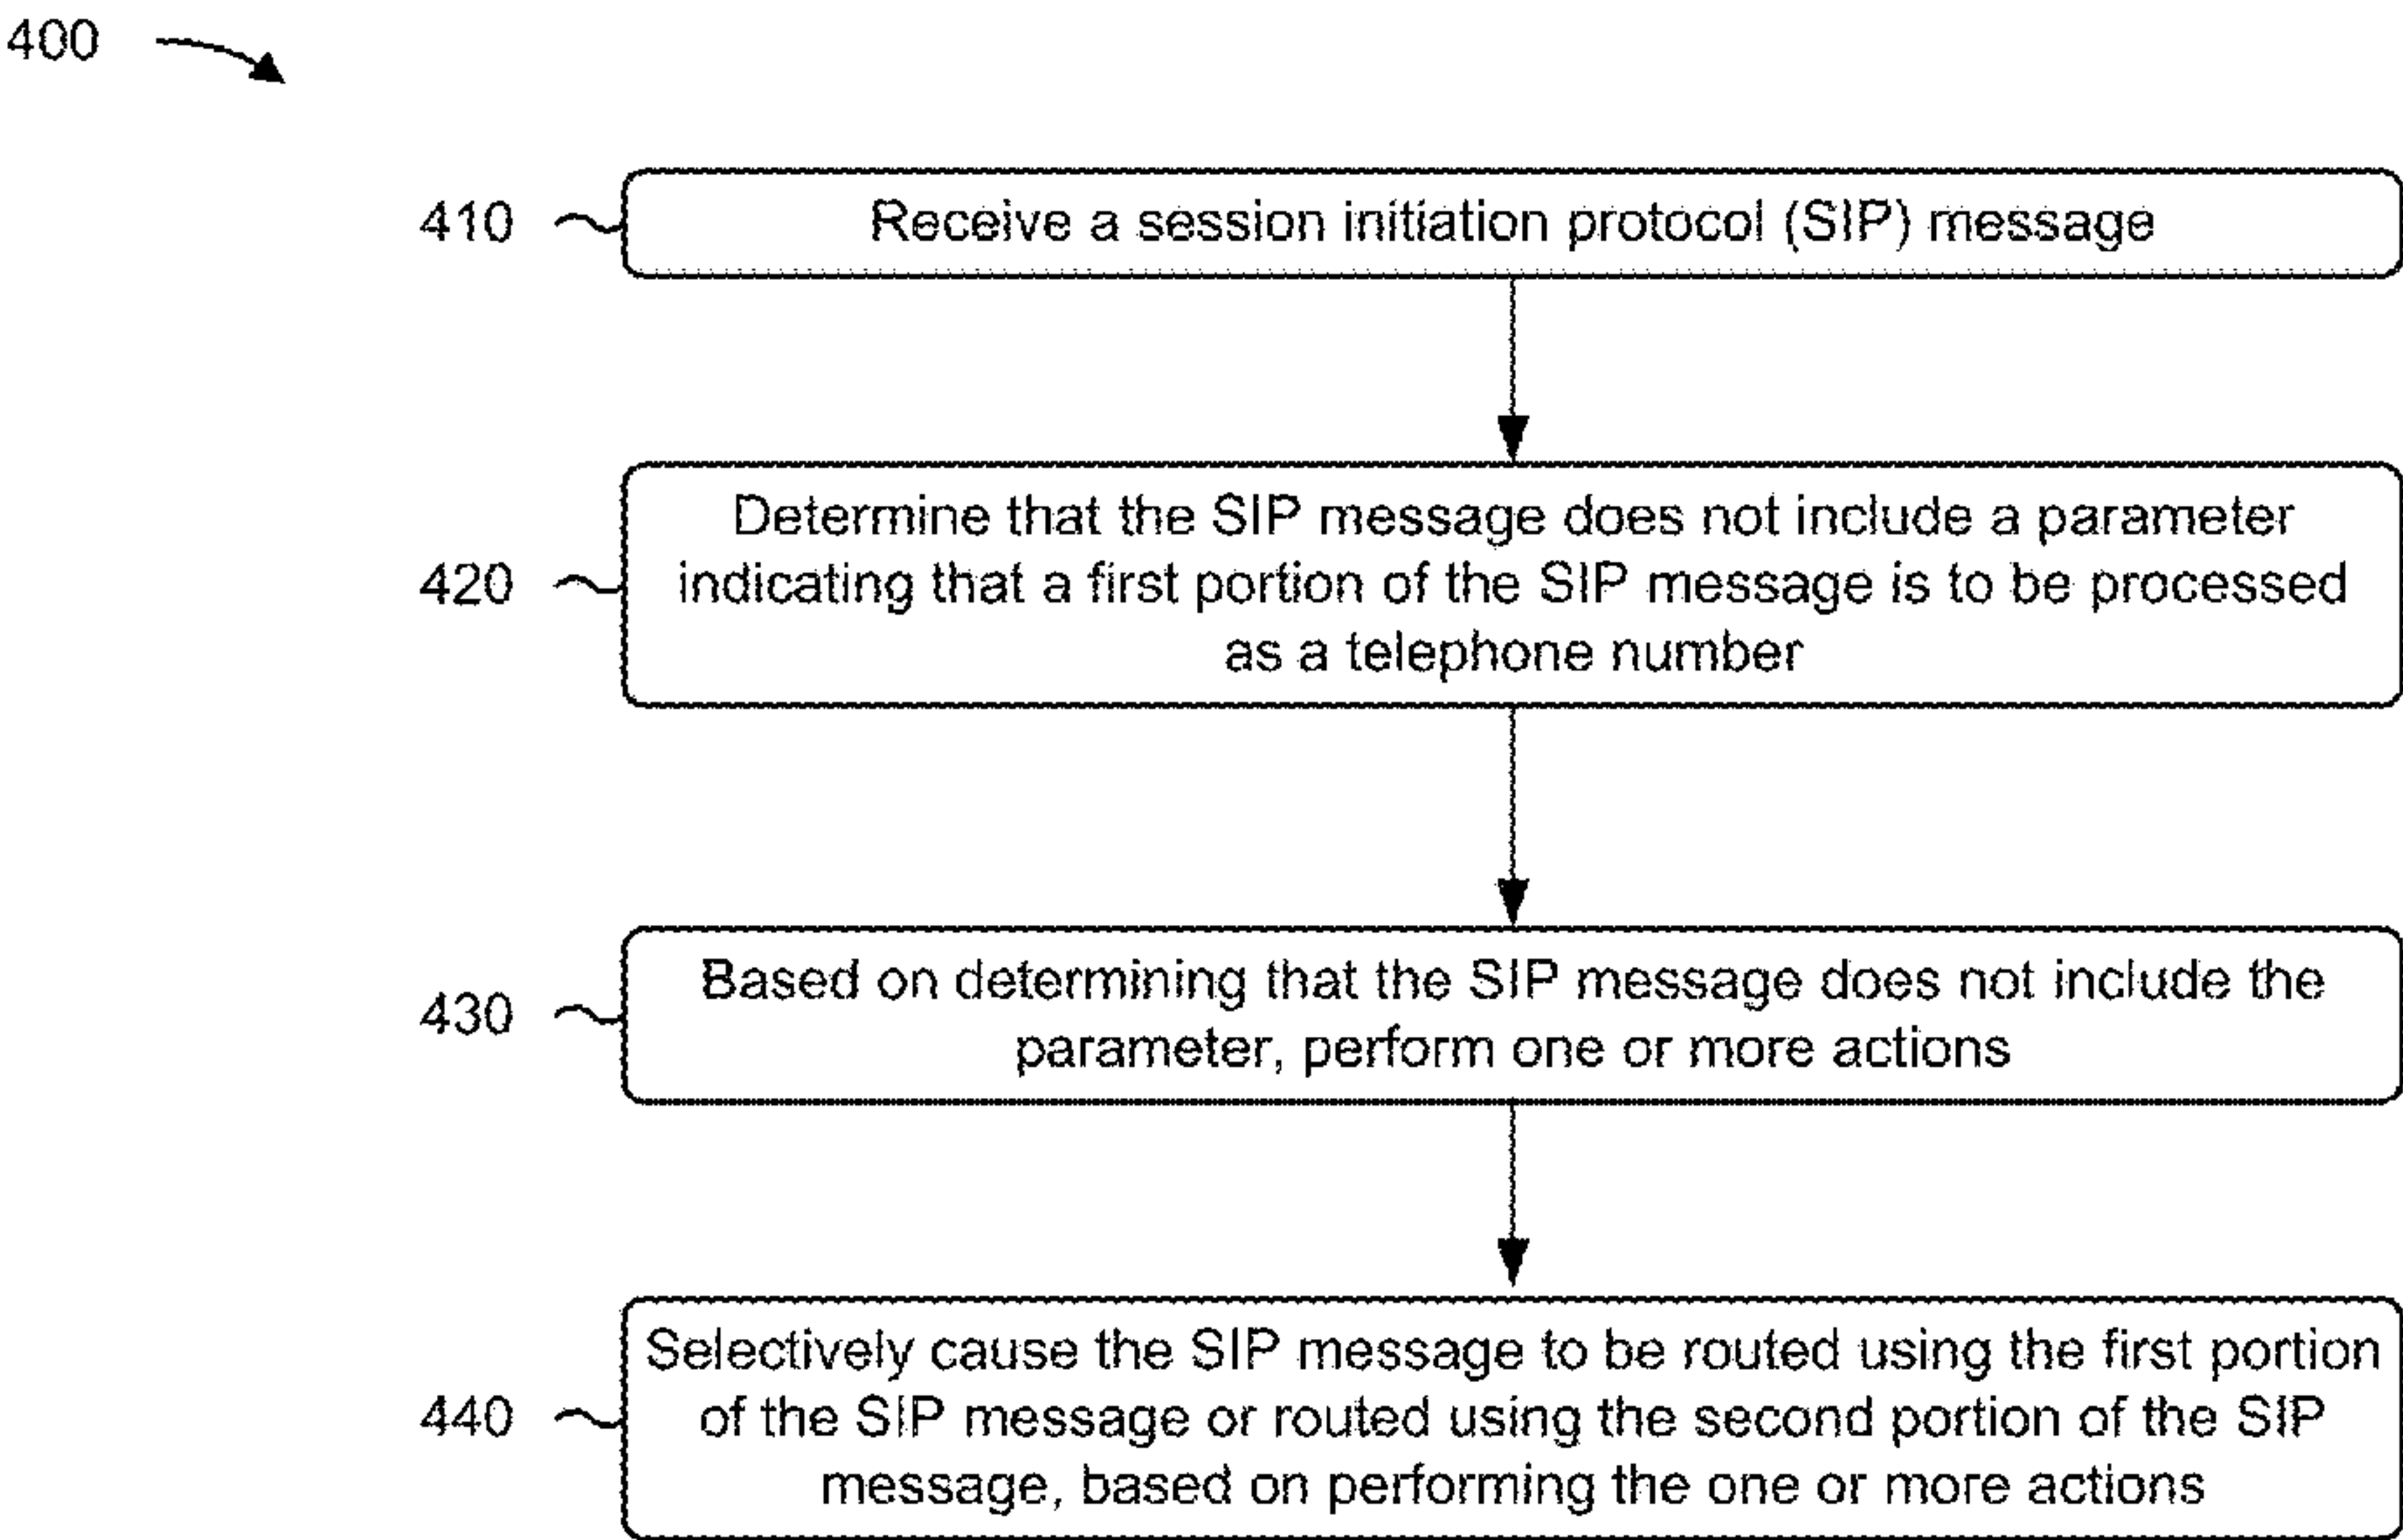 400
410
Receive a session initiation protocol (SIP) message
420
Determine that the SIP message does not include a parameter
indicating that a first portion of the SIP message is to be processed
as a telephone number
430
Based on determining that the SIP message does not include the
parameter, perform one or more actions
440
Selectively cause the SIP message to be routed using the first portion
of the SIP message or routed using the second portion of the SIP
message, based on performing the one or more actions